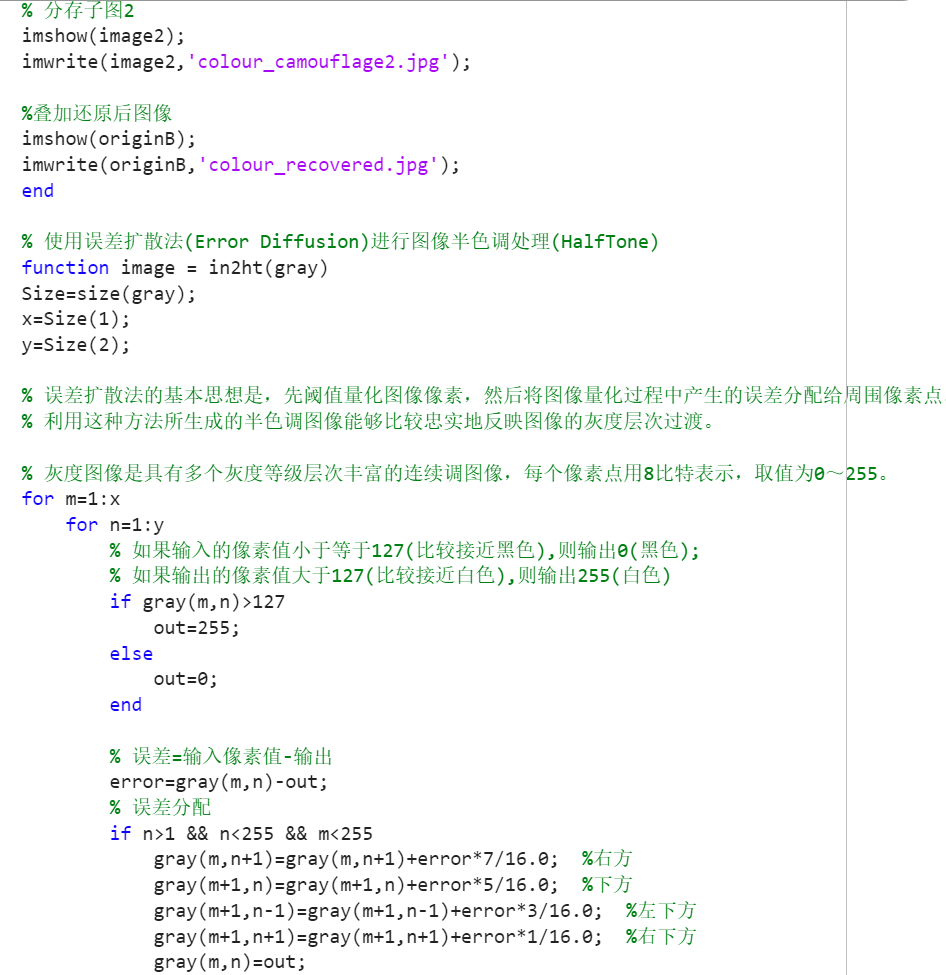 % 分存子图2
imshow(image2);
imwrite(image2,'colour_camouflage2.jpg');
%叠加还原后图像
imshow(originB);
imwrite(originB,'colour_recovered.jpg');
end
% 使用误差扩散法(Error Diffusion)进行图像半色调处理(HalfTone)
function image = in2ht(gray)
Size=size(gray);
x=Size(1);
y=Size(2);
% 误差扩散法的基本思想是，先阈值量化图像像素，然后将图像量化过程中产生的误差分配给周围像素点
% 利用这种方法所生成的半色调图像能够比较忠实地反映图像的灰度层次过渡。
% 灰度图像是具有多个灰度等级层次丰富的连续调图像，每个像素点用8比特表示，取值为0～255。
for m=1:x
    for n=1:y
        % 如果输入的像素值小于等于127(比较接近黑色),则输出0(黑色);
        % 如果输出的像素值大于127(比较接近白色),则输出255(白色)
        if gray(m,n)>127
            out=255;
        else
            out=0;
        end
        % 误差=输入像素值-输出
        error=gray(m,n)-out;
        % 误差分配
        if n>1 && n<255 && m<255
            gray(m,n+1)=gray(m,n+1)+error*7/16.0;  %右方
            gray(m+1,n)=gray(m+1,n)+error*5/16.0;  %下方
            gray(m+1,n-1)=gray(m+1,n-1)+error*3/16.0;  %左下方
            gray(m+1,n+1)=gray(m+1,n+1)+error*1/16.0;  %右下方
            gray(m,n)=out;